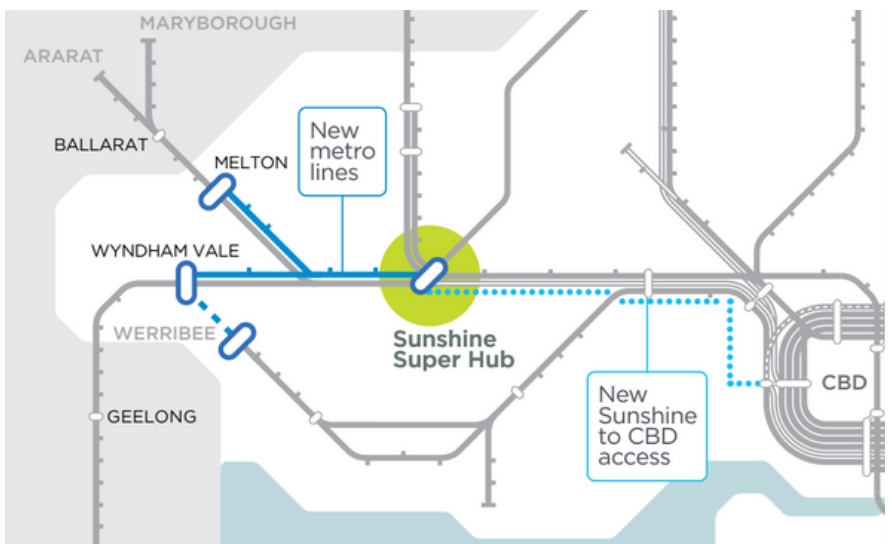 MARYBOROUGH
ARARAT
BALLARAT
MELTON
New
metro
lines
WYNDHAM VALE
WERRIBEE
Sunshine
Super Hub
GEELONG
New
Sunshine
to CBD
access
CBD